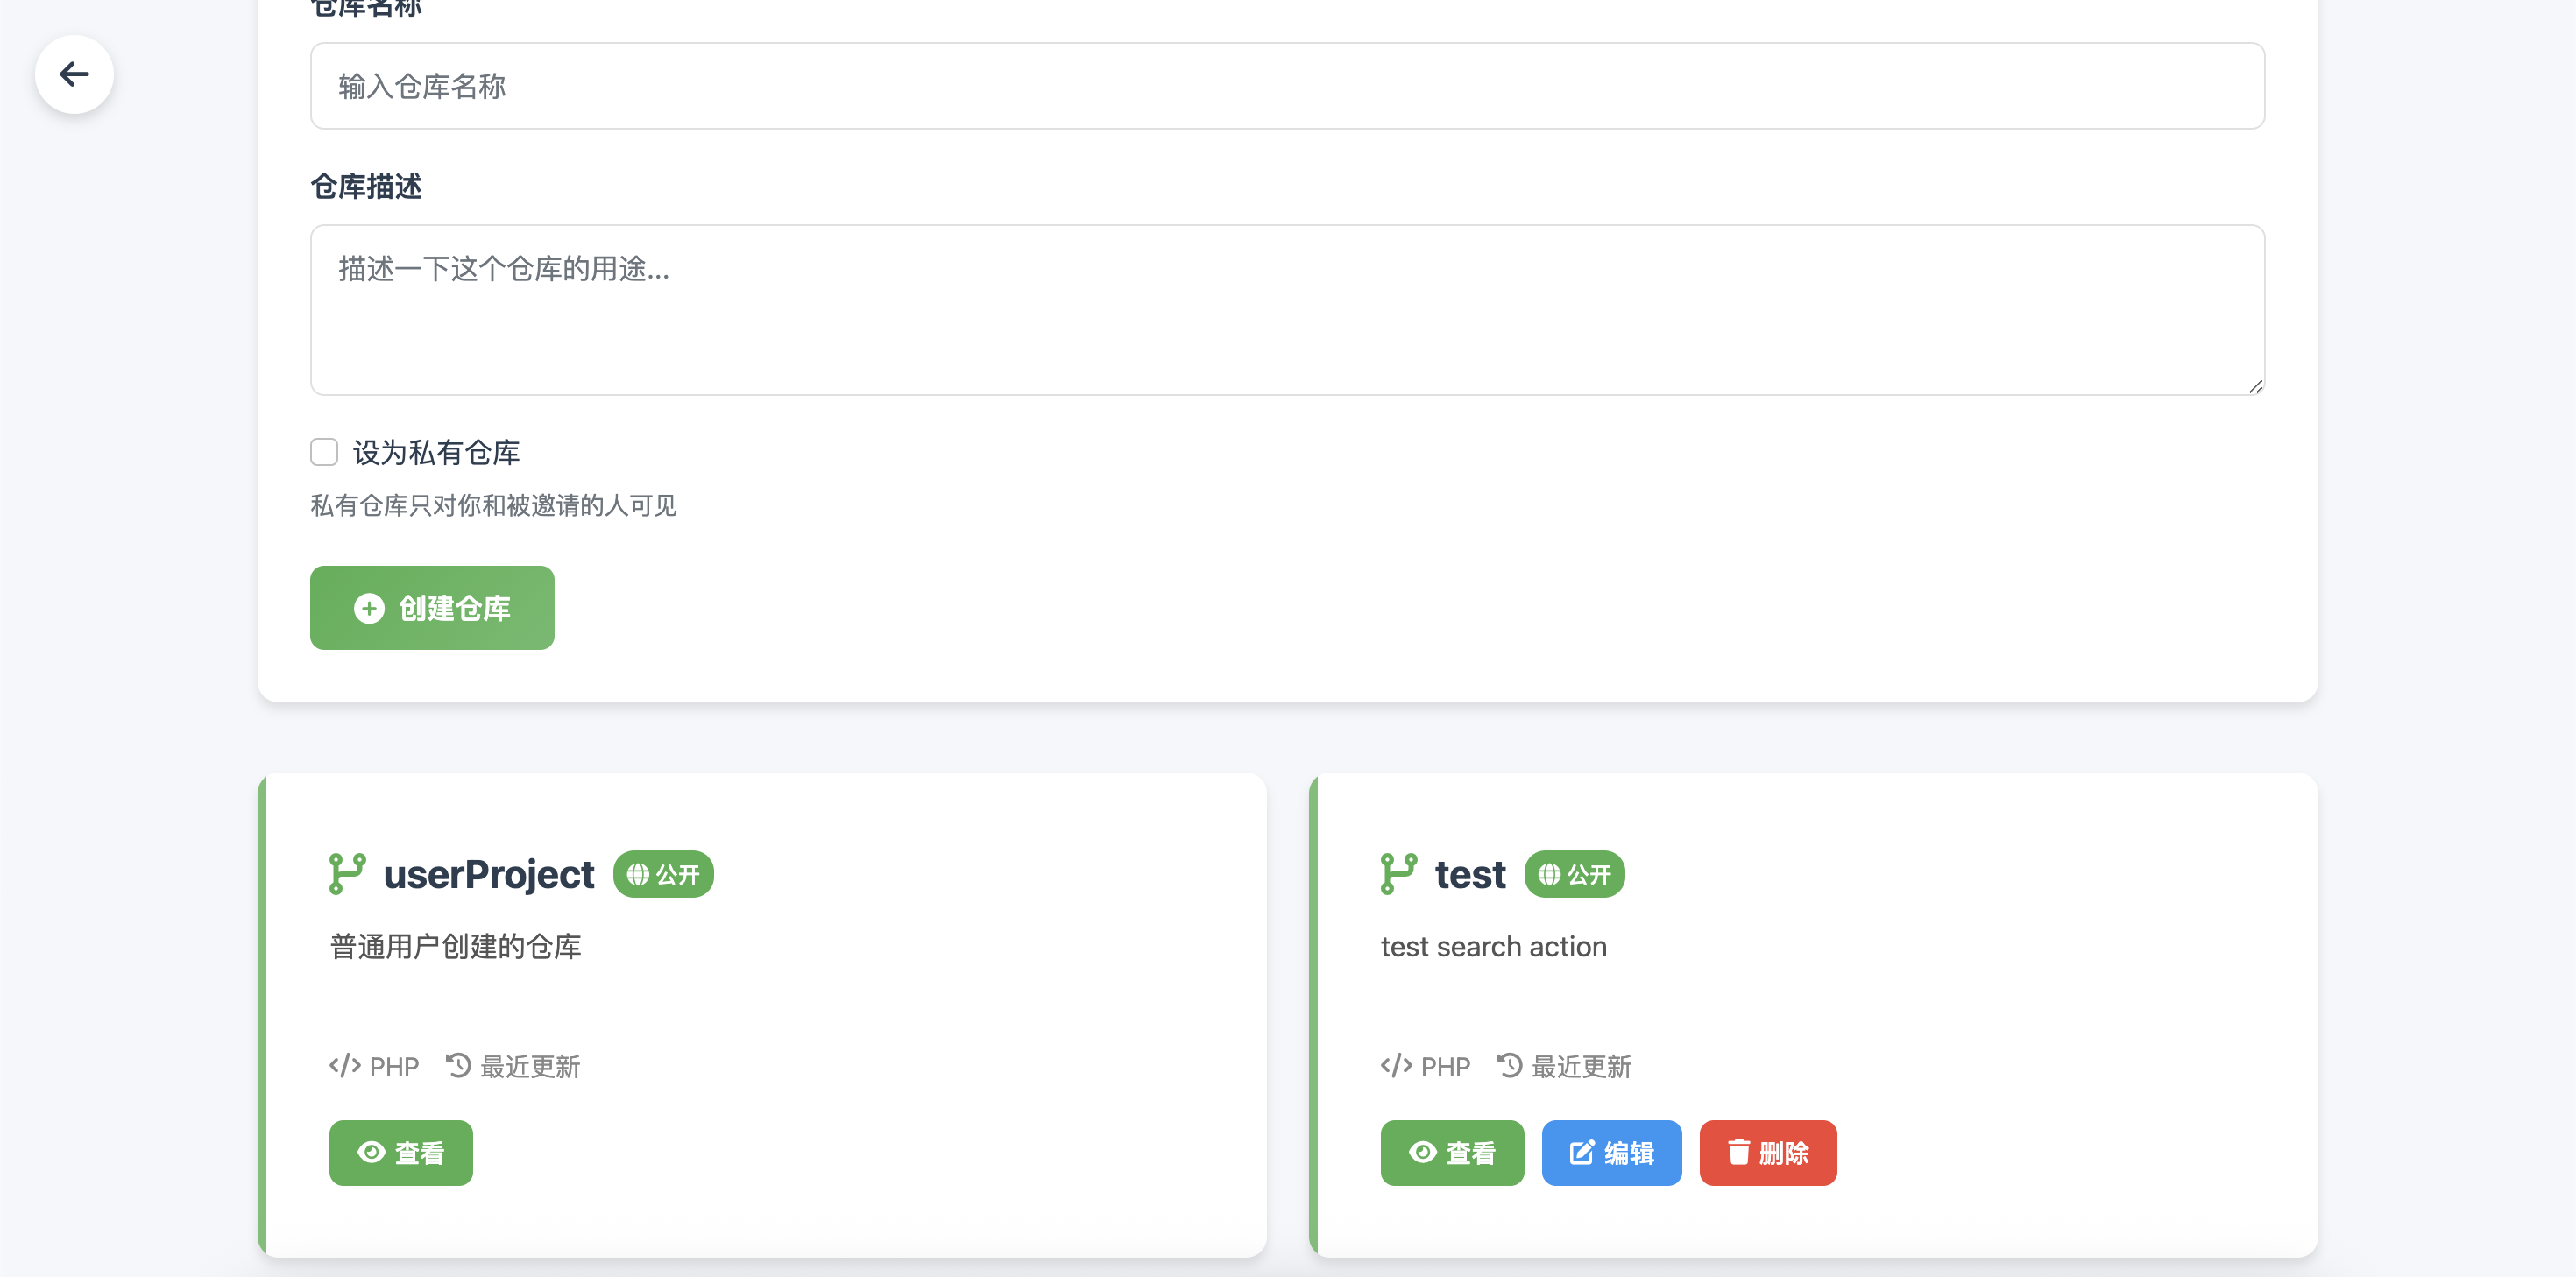 仓库名称
输入仓库名称
仓库描述
描述一下这个仓库的用途...
设为私有仓库
私有仓库只对你和被邀请的人可见
创建仓库
userProject 公开
普通用户创建的仓库
PHP 最近更新
查看
test 公开
test search action
PHP 最近更新
查看 编辑 删除